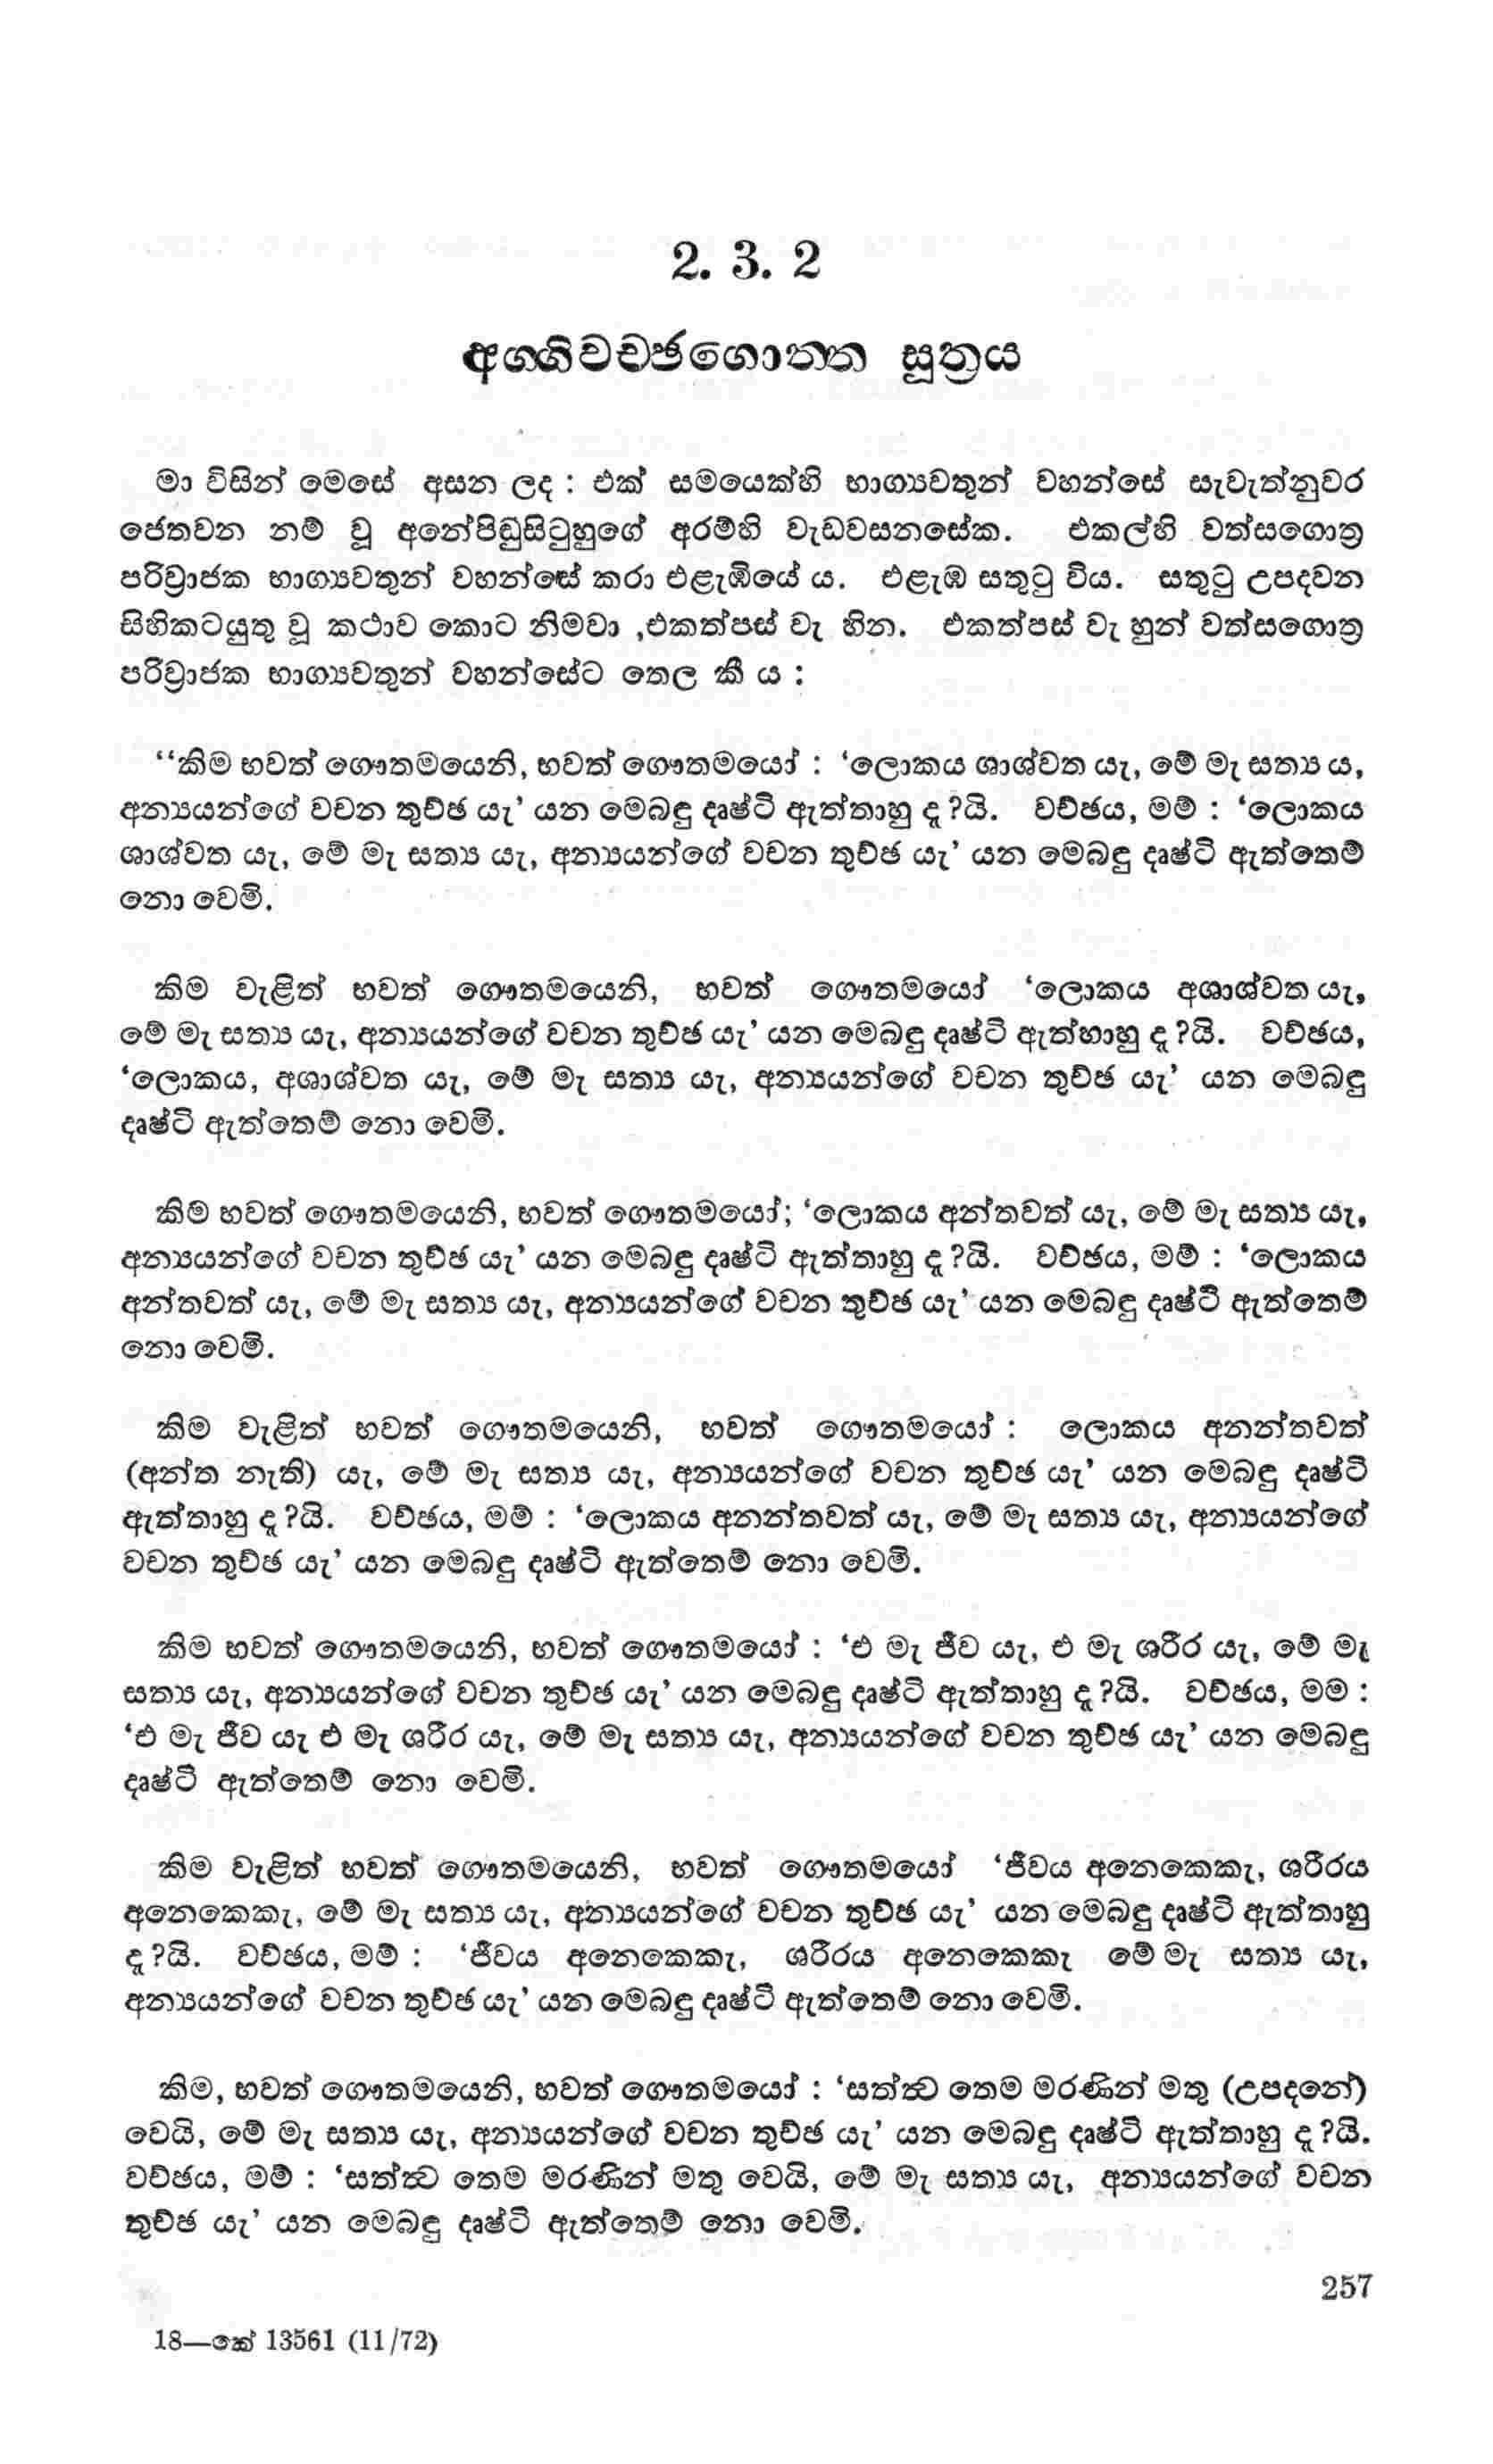 2. 3. 2
අග්ගිවච්ඡගොත්ත සූත්‍රය
මා විසින් මෙසේ අසන ලද : එක් සමයෙක්හි භාග්‍යවතුන් වහන්සේ සැවැත්නුවර
ජේතවන නම් වූ අනේපිඬුසිටුහුගේ අරම්හි වැඩවසනසේක. එකල්හි වත්සගොත්‍ර
පරිව්‍රාජක භාග්‍යවතුන් වහන්සේ කරා එළැඹියේ ය. එළැඹ සතුටු විය. සතුටු උපදවන
සිහිකටයුතු වූ කථාව කොට නිමවා ,එකත්පස් වැ හින. එකත්පස් වැ හුන් වත්සගොත්‍ර
පරිව්‍රාජක භාග්‍යවතුන් වහන්සේට තෙල කී ය :
“කිම භවත් ගෞතමයෙනි, භවත් ගෞතමයෝ : ‘ලොකය ශාශ්වත යැ, මේ මැ සත්‍ය ය,
අන්‍යයන්ගේ වචන තුච්ඡ යැ’ යන මෙබඳු දෘෂ්ටි ඇත්තාහු දැ?යි. වච්ඡය, මම් : ‘ලොකය
ශාශ්වත යැ, මේ මැ සත්‍ය යැ, අන්‍යයන්ගේ වචන තුච්ඡ යැ’ යන මෙබඳු දෘෂ්ටි ඇත්තෙම්
නො වෙමි.
කිම වැළිත් භවත් ගෞතමයෙනි, භවත් ගෞතමයෝ ‘ලොකය අශාශ්වත යැ,
මේ මැ සත්‍ය යැ, අන්‍යයන්ගේ වචන තුච්ඡ යැ’ යන මෙබඳු දෘෂ්ටි ඇත්හාහු දැ?යි. වච්ඡය,
‘ලොකය, අශාශ්වත යැ, මේ මැ සත්‍ය යැ, අන්‍යයන්ගේ වචන තුච්ඡ යැ’ යන මෙබඳු
දෘෂ්ටි ඇත්තෙම් නො වෙමි.
කිම භවත් ගෞතමයෙනි, භවත් ගෞතමයෝ; ‘ලොකය අන්තවත් යැ, මේ මැ සත්‍ය යැ,
අන්‍යයන්ගේ වචන තුච්ඡ යැ’ යන මෙබඳු දෘෂ්ටි ඇත්තාහු දැ?යි. වච්ඡය, මම් : ‘ලොකය
අන්තවත් යැ, මේ මැ සත්‍ය යැ, අන්‍යයන්ගේ වචන තුච්ඡ යැ’ යන මෙබඳු දෘෂ්ටි ඇත්තෙම්
නො වෙමි.
කිම වැළිත් භවත් ගෞතමයෙනි, භවත් ගෞතමයෝ : ලොකය අනන්තවත්
(අන්ත නැති) යැ, මේ මැ සත්‍ය යැ, අන්‍යයන්ගේ වචන තුච්ඡ යැ’ යන මෙබඳු දෘෂ්ටි
ඇත්තාහු දැ?යි. වච්ඡය, මම් : ‘ලොකය අනන්තවත් යැ, මේ මැ සත්‍ය යැ, අන්‍යයන්ගේ
වචන තුච්ඡ යැ’ යන මෙබඳු දෘෂ්ටි ඇත්තෙම් නො වෙමි.
කිම භවත් ගෞතමයෙනි, භවත් ගෞතමයෝ : ‘එ මැ ජීව යැ, එ මැ ශරීර යැ, මේ මැ
සත්‍ය යැ, අන්‍යයන්ගේ වචන තුච්ඡ යැ’ යන මෙබඳු දෘෂ්ටි ඇත්තාහු දැ?යි. වච්ඡය, මම :
‘එ මැ ජීව යැ එ මැ ශරීර යැ, මේ මැ සත්‍ය යැ, අන්‍යයන්ගේ වචන තුච්ඡ යැ’ යන මෙබඳු
දෘෂ්ටි ඇත්තෙම් නො වෙමි.
කිම වැළිත් භවත් ගෞතමයෙනි, භවත් ගෞතමයෝ ‘ජීවය අනෙකෙකැ, ශරීරය
අනෙකෙකැ, මේ මැ සත්‍ය යැ, අන්‍යයන්ගේ වචන තුච්ඡ යැ’ යන මෙබඳු දෘෂ්ටි ඇත්තාහු
දැ?යි. වච්ඡය, මම් : ‘ජීවය අනෙකෙකැ, ශරීරය අනෙකෙකැ මේ මැ සත්‍ය යැ,
අන්‍යයන්ගේ වචන තුච්ඡ යැ’ යන මෙබඳු දෘෂ්ටි ඇත්තෙම් නො වෙමි.
කිම, භවත් ගෞතමයෙනි, භවත් ගෞතමයෝ : ‘සත්ත්‍ව තෙම මරණින් මතු (උපදනේ)
වෙයි, මේ මැ සත්‍ය යැ, අන්‍යයන්ගේ වචන තුච්ඡ යැ’ යන මෙබඳු දෘෂ්ටි ඇත්තාහු දැ?යි.
වච්ඡය, මම් : ‘සත්ත්‍ව තෙම මරණින් මතු වෙයි, මේ මැ සත්‍ය යැ, අන්‍යයන්ගේ වචන
තුච්ඡ යැ’ යන මෙබඳු දෘෂ්ටි ඇත්තෙම් නො වෙමි.
257
18—කේ 13561 (11/72)